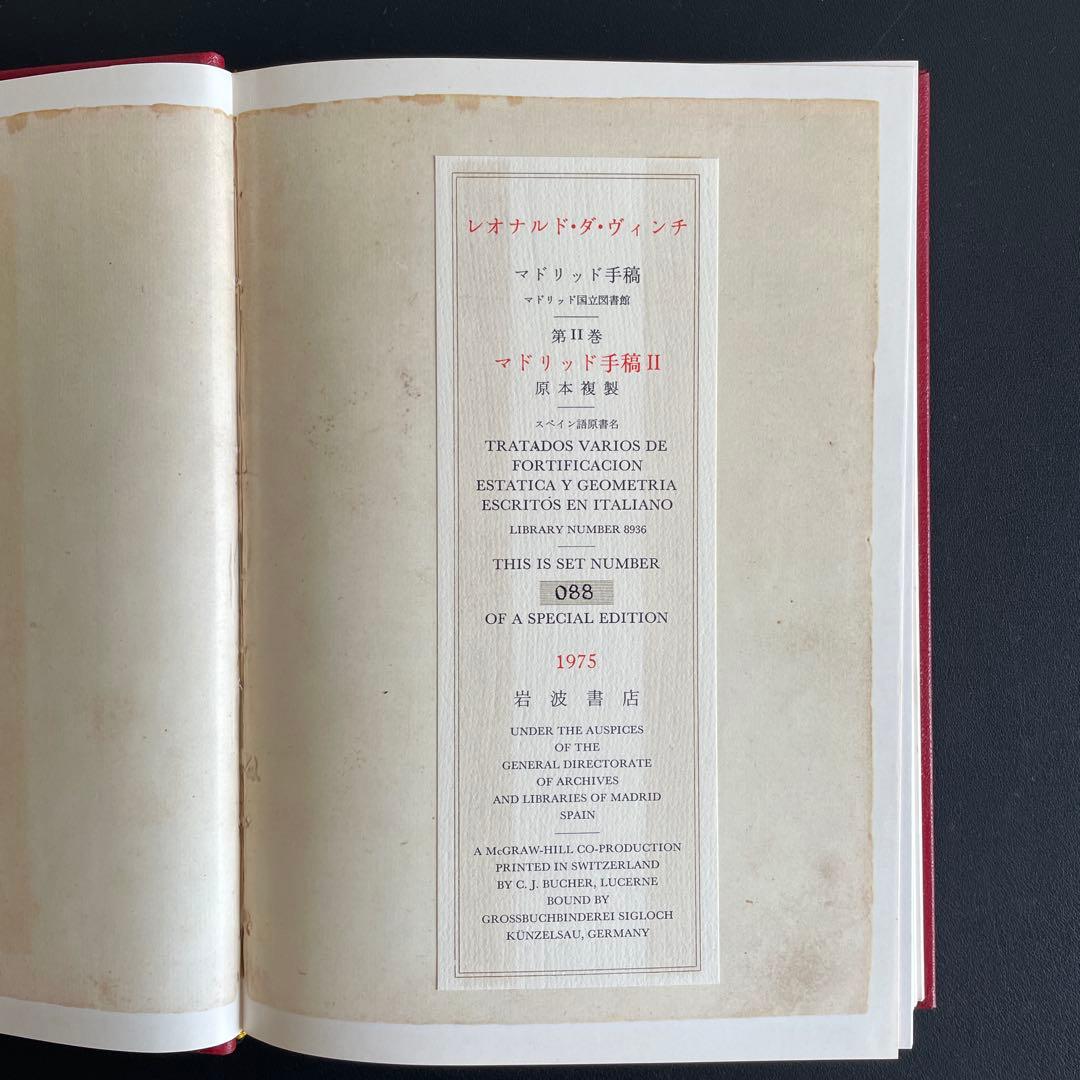 レオナルド・ダ・ヴィンチ
マドリッド手稿
マドリッド国立図書館
第II巻
マドリッド手稿II
原本複製
スペイン語原書名
TRATADOS VARIOS DE
FORTIFICACION
ESTATICA Y GEOMETRIA
ESCRITOS EN ITALIANO
LIBRARY NUMBER 8936
THIS IS SET NUMBER
088
OF A SPECIAL EDITION
1975
岩波書店
UNDER THE AUSPICES
OF THE
GENERAL DIRECTORATE
OF ARCHIVES
AND LIBRARIES OF MADRID
SPAIN
A McGRAW-HILL CO-PRODUCTION
PRINTED IN SWITZERLAND
BY C. J. BUCHER, LUCERNE
BOUND BY
GROSSBUCHBINDEREI SIGLOCH
KÜNZELSAU, GERMANY